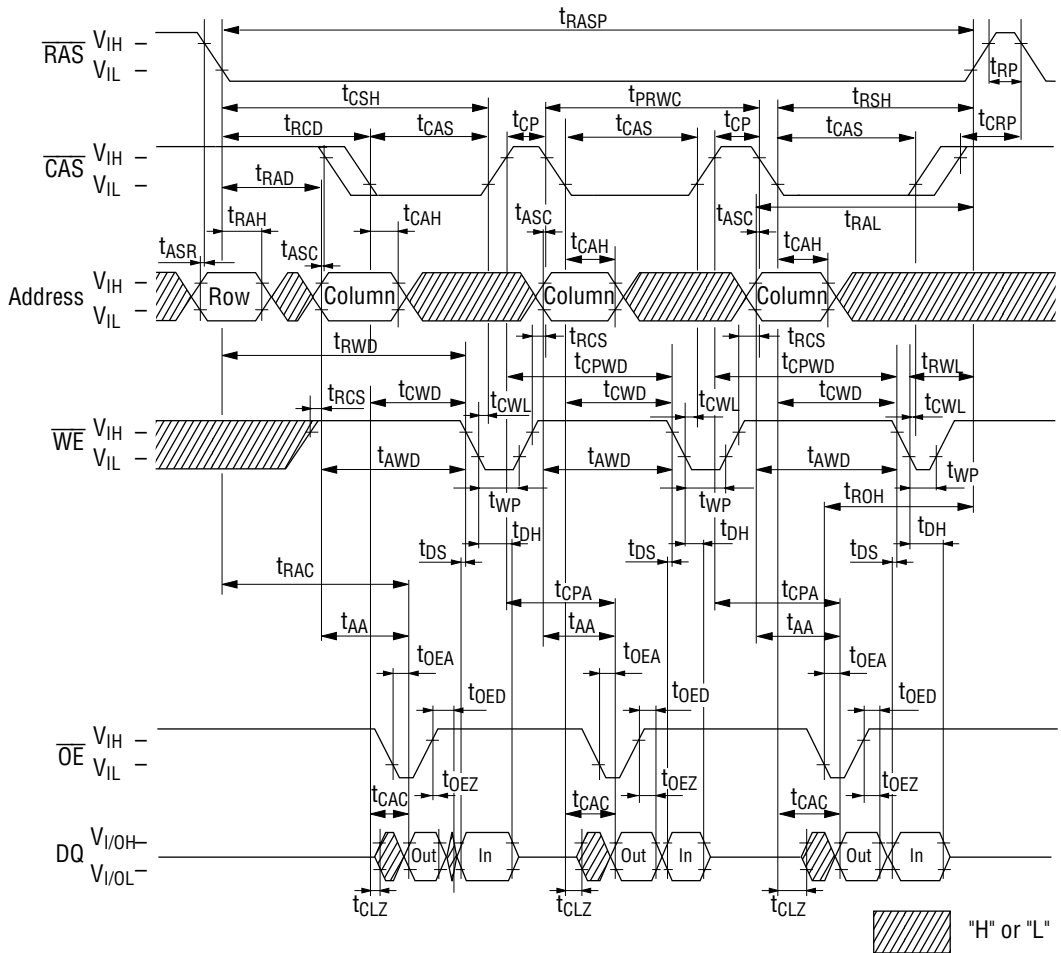 tRASP
RAS VIH
VIL
tRP
tCSH tPRWC tRSH
tRCD tCAS tCP tCAS tCP tCAS tCRP
CAS VIH
VIL
tRAD
tRAH tCAH tASC tASC tRAL
tASR tASC tCAH tCAH
Address VIH
VIL
Row Column Column Column
tRCS tRCS
tRWD tCPWD tCPWD tRWL
tRCS tCWD tCWL tCWD tCWL tCWD tCWL
WE VIH
VIL
tAWD tAWD tAWD
tWP tWP tWP
tROH
tDH tDH tDH
tDS tDS tDS
tRAC tCPA tCPA
tAA tAA tAA
tOEA tOEA tOEA
tOED tOED tOED
OE VIH
VIL
tOEZ tOEZ tOEZ
tCAC tCAC tCAC
DQ VI/OH
VI/OL
Out In Out In Out In
tCLZ tCLZ tCLZ
"H" or "L"